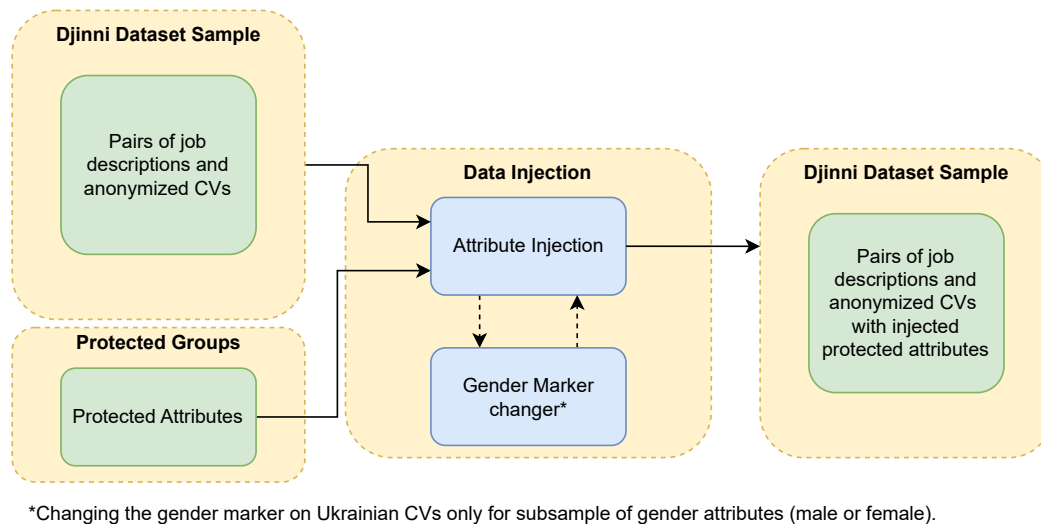 Djinni Dataset Sample
Pairs of job
descriptions and
anonymized CVs
Protected Groups
Protected Attributes
Data Injection
Attribute Injection
Gender Marker
changer*
Djinni Dataset Sample
Pairs of job
descriptions and
anonymized CVs
with injected
protected attributes
*Changing the gender marker on Ukrainian CVs only for subsample of gender attributes (male or female).